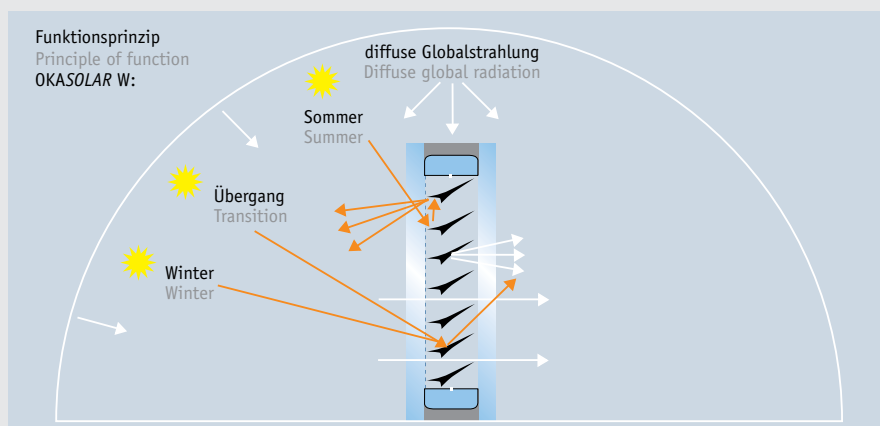 Funktionsprinzip
Principle of function
OKASOLAR W:
diffuse Globalstrahlung
Diffuse global radiation
Sommer
Summer
Übergang
Transition
Winter
Winter